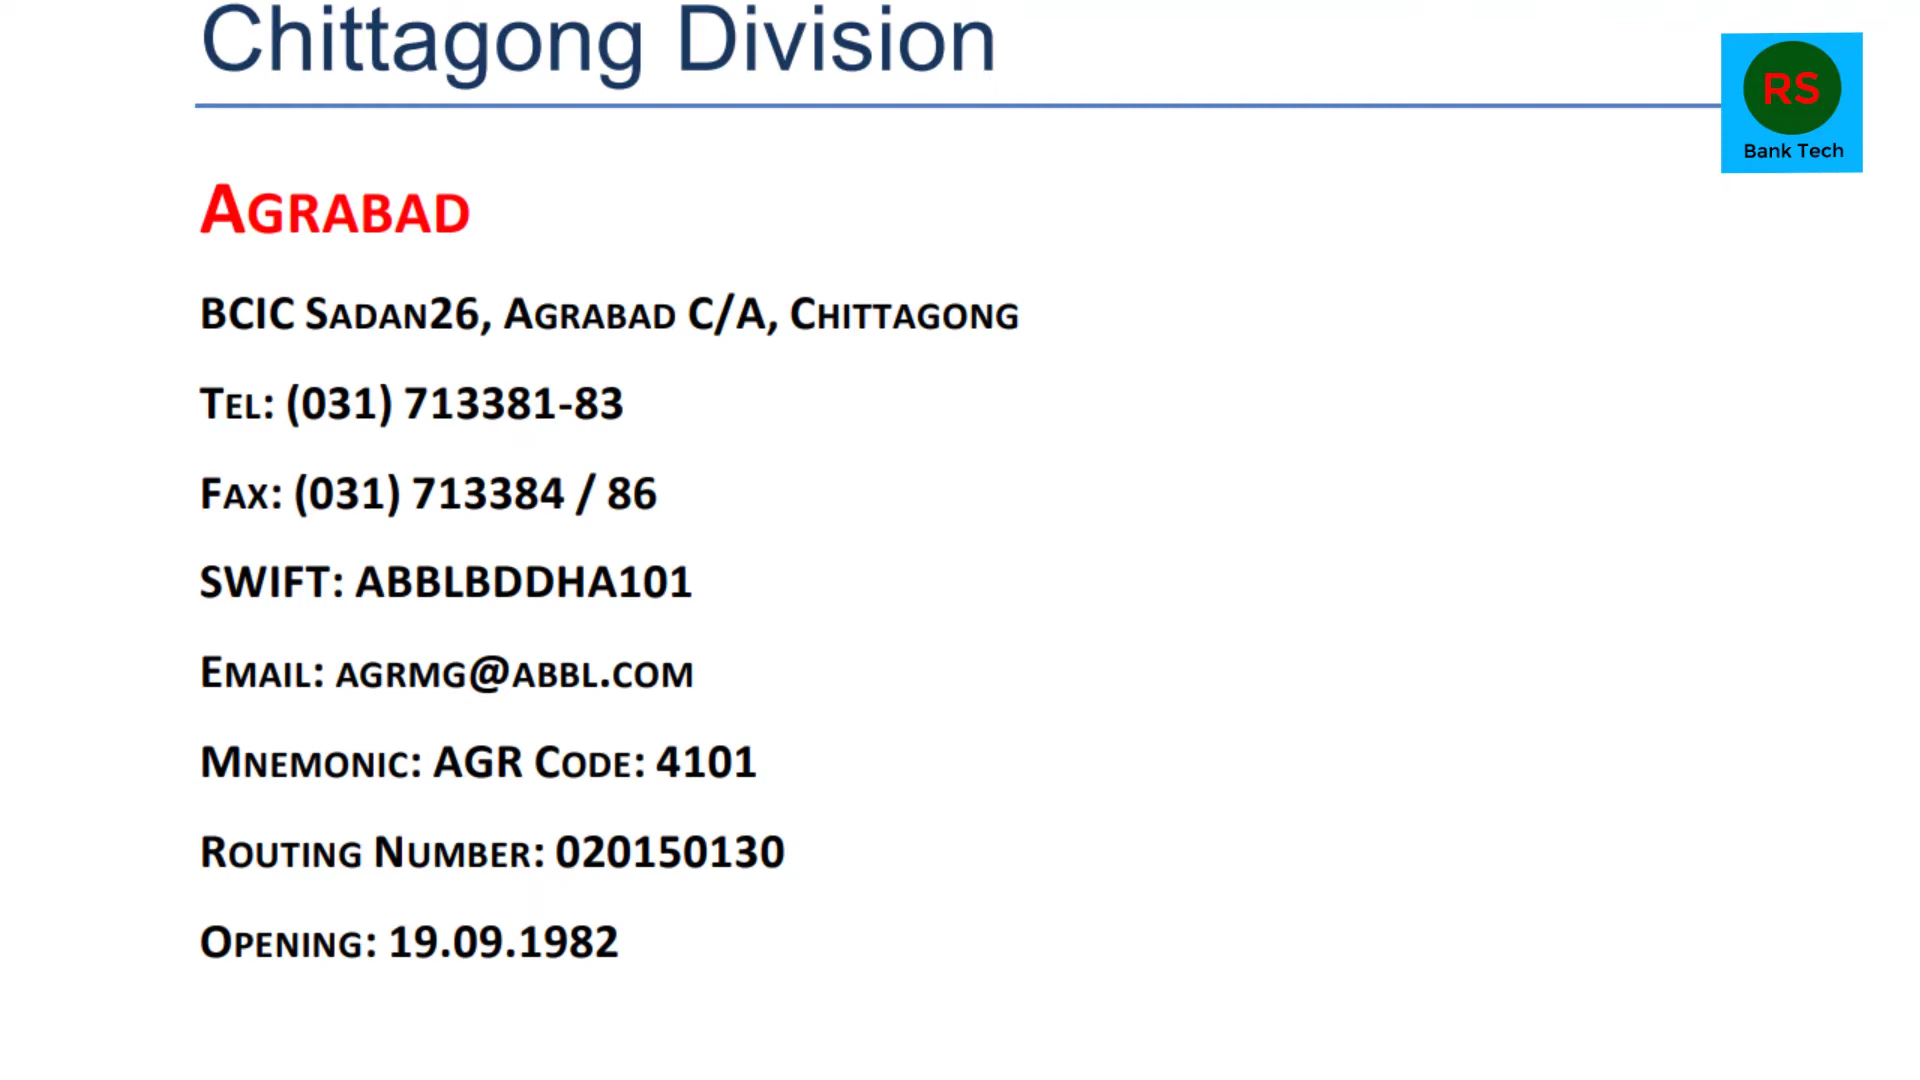 Chittagong Division
RS
Bank Tech
AGRABAD
BCIC SADAN26, AGRABAD C/A, CHITTAGONG
TEL: (031) 713381-83
FAX: (031) 713384 / 86
SWIFT: ABBLBDDHA101
EMAIL: AGRMG@ABBL.COM
MNEMONIC: AGR CODE: 4101
ROUTING NUMBER: 020150130
OPENING: 19.09.1982